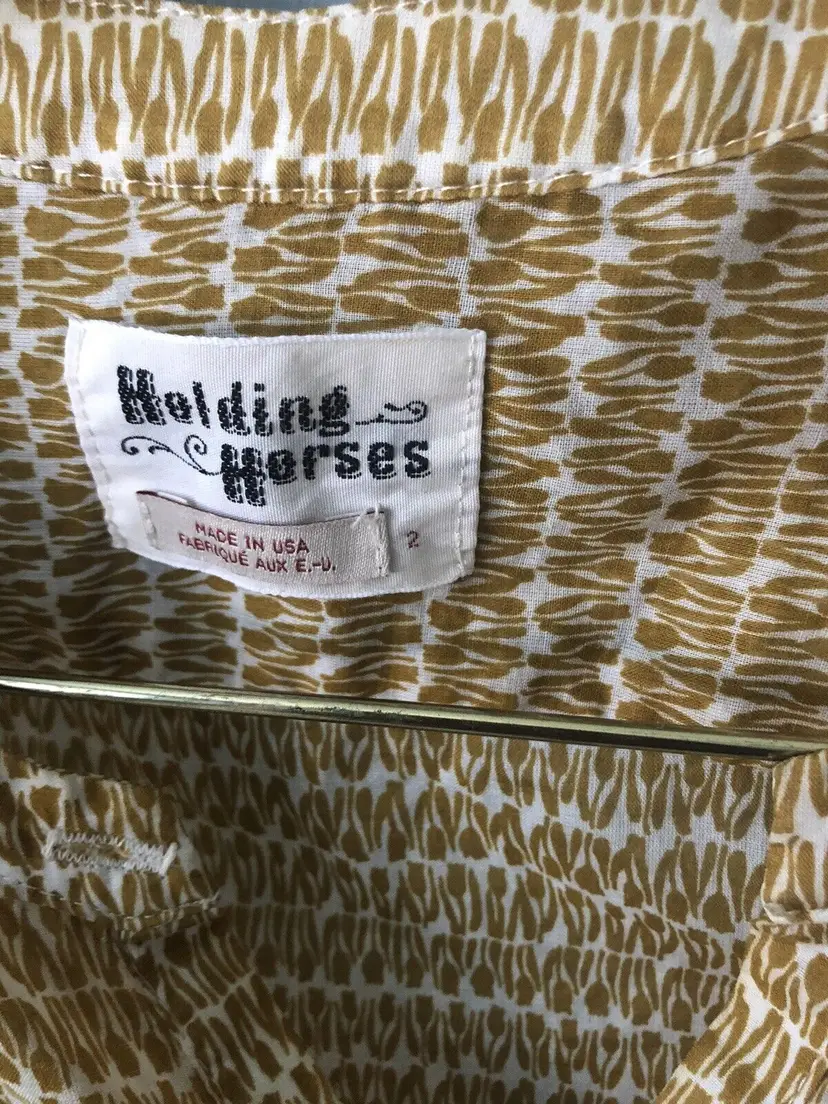 Holding
Horses
MADE IN USA
FABRIQUÉ AUX E.-U.
2